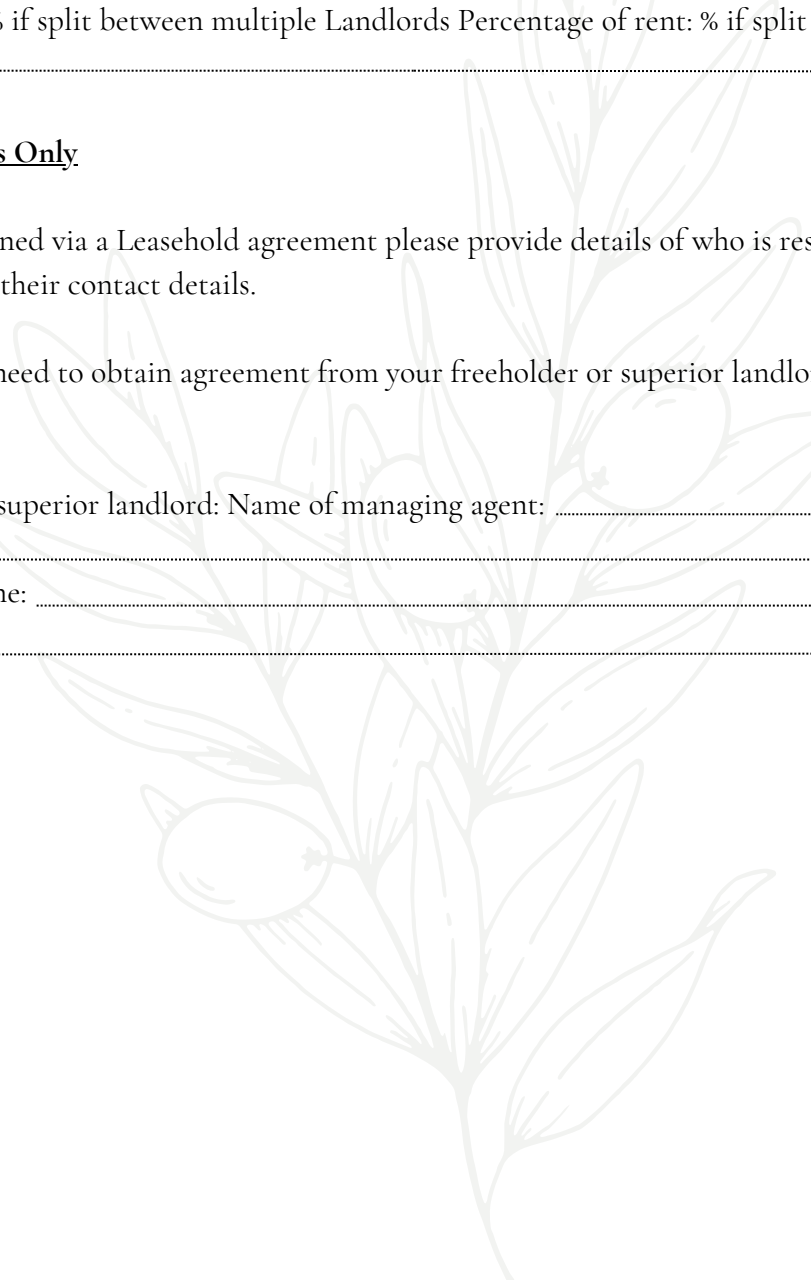 % if split between multiple Landlords Percentage of rent: % if split
s Only
ned via a Leasehold agreement please provide details of who is res
their contact details.
need to obtain agreement from your freeholder or superior landlo
superior landlord: Name of managing agent:
ne: